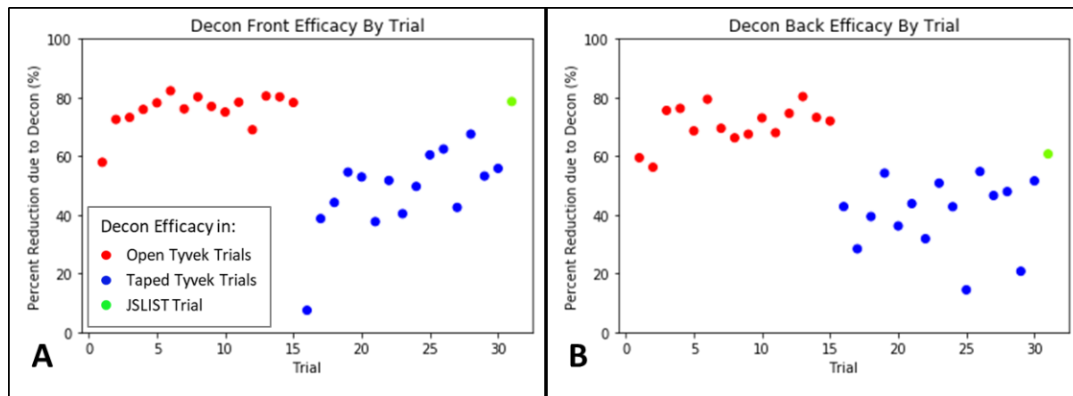 Decon Front Efficacy By Trial
Percent Reduction due to Decon (%)
100
80
60
40
20
0
Decon Efficacy in:
Open Tyvek Trials
Taped Tyvek Trials
JSLIST Trial
0 5 10 15 20 25 30
Trial
A
Decon Back Efficacy By Trial
Percent Reduction due to Decon (%)
100
80
60
40
20
0
0 5 10 15 20 25 30
Trial
B